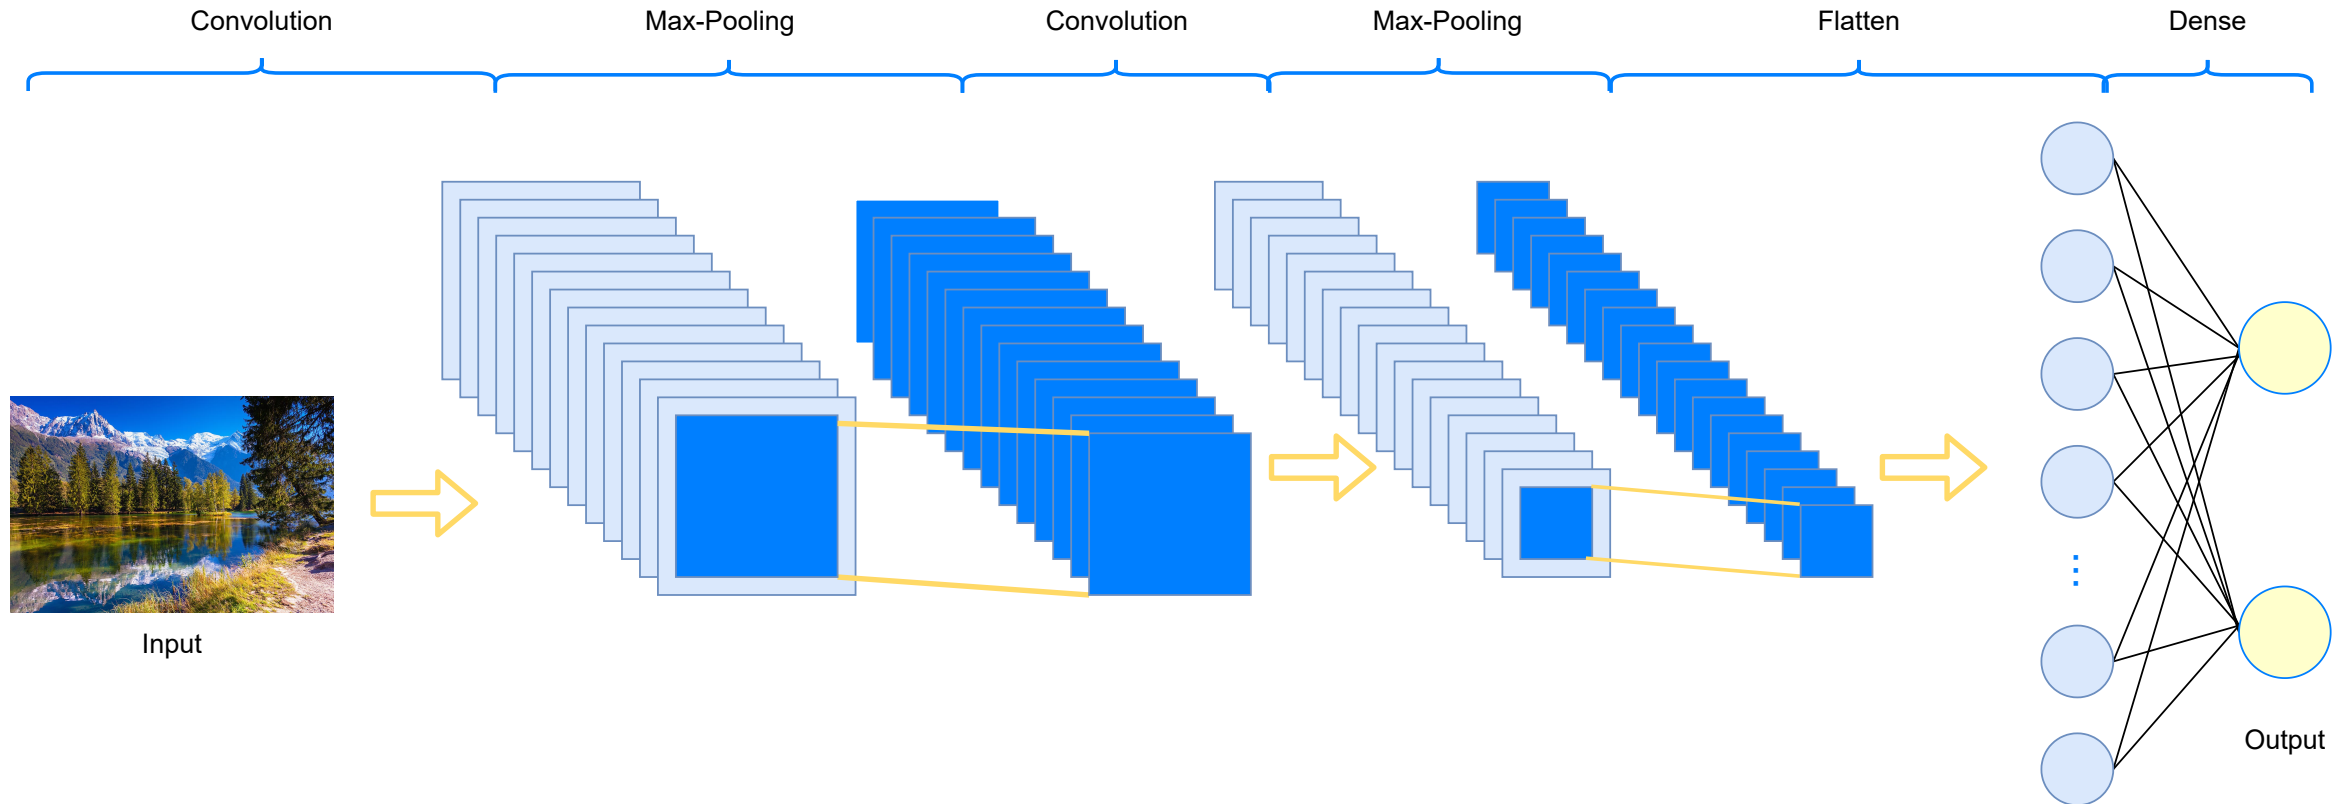 Convolution
Max-Pooling
Convolution
Max-Pooling
Flatten
Dense
Input
Output